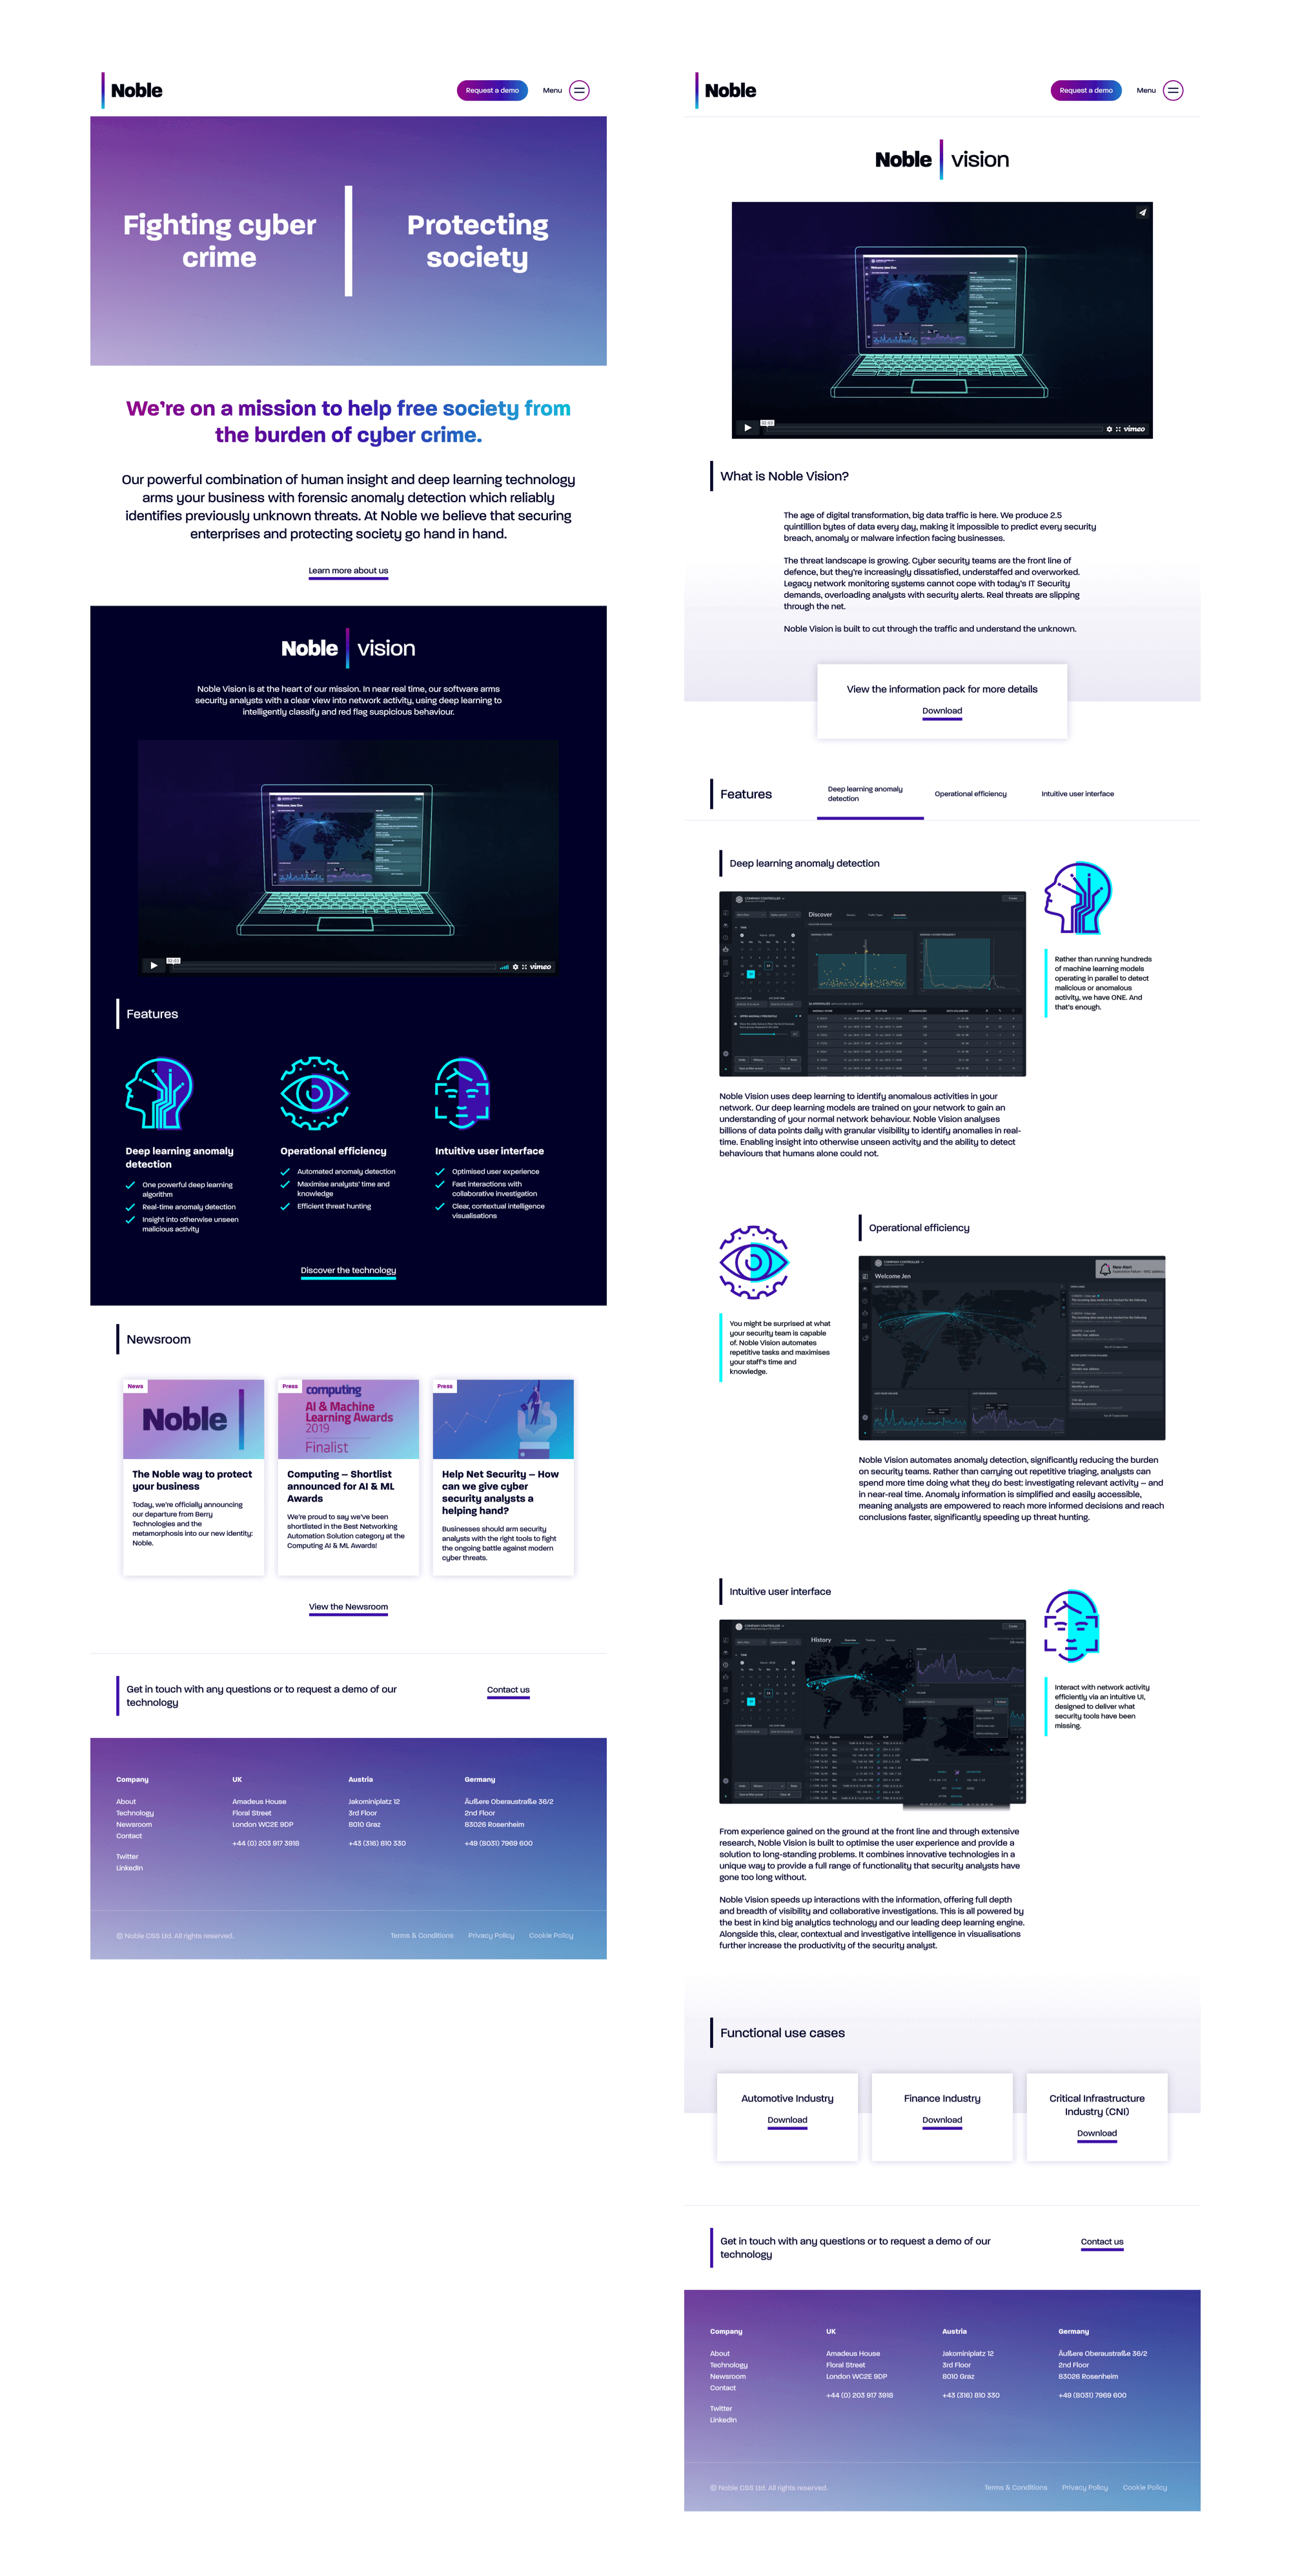 Noble
Request a demo
Menu
Fighting cyber
crime
Protecting
society
We're on a mission to help free society from
the burden of cyber crime.
Our powerful combination of human insight and deep learning technology
arms your business with forensic anomaly detection which reliably
identifies previously unknown threats. At Noble we believe that securing
enterprises and protecting society go hand in hand.
Learn more about us
Noble vision
Noble Vision is at the heart of our mission. In near real time, our software arms
security analysts with a clear view into network activity, using deep learning to
intelligently classify and red flag suspicious behaviour.
vimeo
Features
Deep learning anomaly
detection
One powerful deep learning
algorithm
Real-time anomaly detection
Insight into otherwise unseen
malicious activity
Operational efficiency
Automated anomaly detection
Maximise analysts' time and
knowledge
Efficient threat hunting
Intuitive user interface
Optimised user experience
Fast interactions with
collaborative investigation
Clear, contextual intelligence
visualisations
Discover the technology
Newsroom
News
Noble
The Noble way to protect
your business
Today, we're officially announcing
our departure from Berry
Technologies and the
metamorphosis into our new identity:
Noble.
Press
computing
AI & Machine
Learning Awards
2019
Finalist
Computing – Shortlist
announced for AI & ML
Awards
We're proud to say we've been
shortlisted in the Best Networking
Automation Solution category at the
Computing AI & ML Awards!
Press
Help Net Security – How
can we give cyber
security analysts a
helping hand?
Businesses should arm security
analysts with the right tools to fight
the ongoing battle against modern
cyber threats.
View the Newsroom
Get in touch with any questions or to request a demo of our
technology
Contact us
Company
About
Technology
Newsroom
Contact
Twitter
LinkedIn
UK
Amadeus House
Floral Street
London WC2E 9DP
+44 (0) 203 917 3918
Austria
Jakominiplatz 12
3rd Floor
8010 Graz
+43 (316) 810 330
Germany
Äußere Oberaustraße 36/2
2nd Floor
83026 Rosenheim
+49 (8031) 7969 600
© Noble CSS Ltd. All rights reserved.
Terms & Conditions
Privacy Policy
Cookie Policy
Noble
Request a demo
Menu
Noble vision
vimeo
What is Noble Vision?
The age of digital transformation, big data traffic is here. We produce 2.5
quintillion bytes of data every day, making it impossible to predict every security
breach, anomaly or malware infection facing businesses.
The threat landscape is growing. Cyber security teams are the front line of
defence, but they're increasingly dissatisfied, understaffed and overworked.
Legacy network monitoring systems cannot cope with today's IT Security
demands, overloading analysts with security alerts. Real threats are slipping
through the net.
Noble Vision is built to cut through the traffic and understand the unknown.
View the information pack for more details
Download
Features
Deep learning anomaly
detection
Operational efficiency
Intuitive user interface
Deep learning anomaly detection
COMPANY CONTROLLER
Discover
Rather than running hundreds
of machine learning models
operating in parallel to detect
malicious or anomalous
activity, we have ONE. And
that's enough.
Noble Vision uses deep learning to identify anomalous activities in your
network. Our deep learning models are trained on your network to gain an
understanding of your normal network behaviour. Noble Vision analyses
billions of data points daily with granular visibility to identify anomalies in real-
time. Enabling insight into otherwise unseen activity and the ability to detect
behaviours that humans alone could not.
Operational efficiency
You might be surprised at what
your security team is capable
of. Noble Vision automates
repetitive tasks and maximises
your staff's time and
knowledge.
COMPANY CONTROLLER
Welcome Jen
New Alert
Noble Vision automates anomaly detection, significantly reducing the burden
on security teams. Rather than carrying out repetitive triaging, analysts can
spend more time doing what they do best: investigating relevant activity – and
in near-real time. Anomaly information is simplified and easily accessible,
meaning analysts are empowered to reach more informed decisions and reach
conclusions faster, significantly speeding up threat hunting.
Intuitive user interface
COMPANY CONTROLLER
History
Interact with network activity
efficiently via an intuitive UI,
designed to deliver what
security tools have been
missing.
From experience gained on the ground at the front line and through extensive
research, Noble Vision is built to optimise the user experience and provide a
solution to long-standing problems. It combines innovative technologies in a
unique way to provide a full range of functionality that security analysts have
gone too long without.
Noble Vision speeds up interactions with the information, offering full depth
and breadth of visibility and collaborative investigations. This is all powered by
the best in kind big analytics technology and our leading deep learning engine.
Alongside this, clear, contextual and investigative intelligence in visualisations
further increase the productivity of the security analyst.
Functional use cases
Automotive Industry
Download
Finance Industry
Download
Critical Infrastructure
Industry (CNI)
Download
Get in touch with any questions or to request a demo of our
technology
Contact us
Company
About
Technology
Newsroom
Contact
Twitter
LinkedIn
UK
Amadeus House
Floral Street
London WC2E 9DP
+44 (0) 203 917 3918
Austria
Jakominiplatz 12
3rd Floor
8010 Graz
+43 (316) 810 330
Germany
Äußere Oberaustraße 36/2
2nd Floor
83026 Rosenheim
+49 (8031) 7969 600
© Noble CSS Ltd. All rights reserved.
Terms & Conditions
Privacy Policy
Cookie Policy